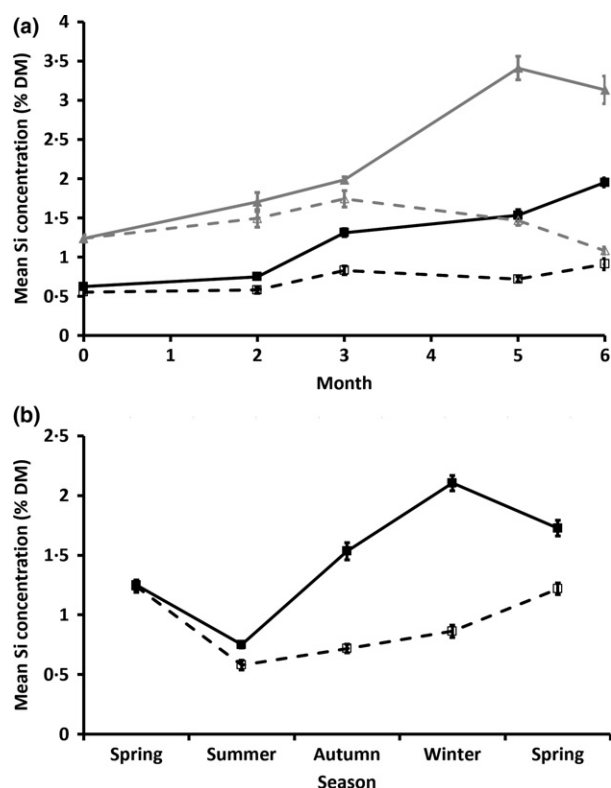 (a)
4
3·5
3
2·5
2
1·5
1
0·5
0
Mean Si concentration (% DM)
0 1 2 3 4 5 6
Month
(b)
2·5
2
1·5
1
0·5
0
Mean Si concentration (% DM)
Spring Summer Autumn Winter Spring
Season